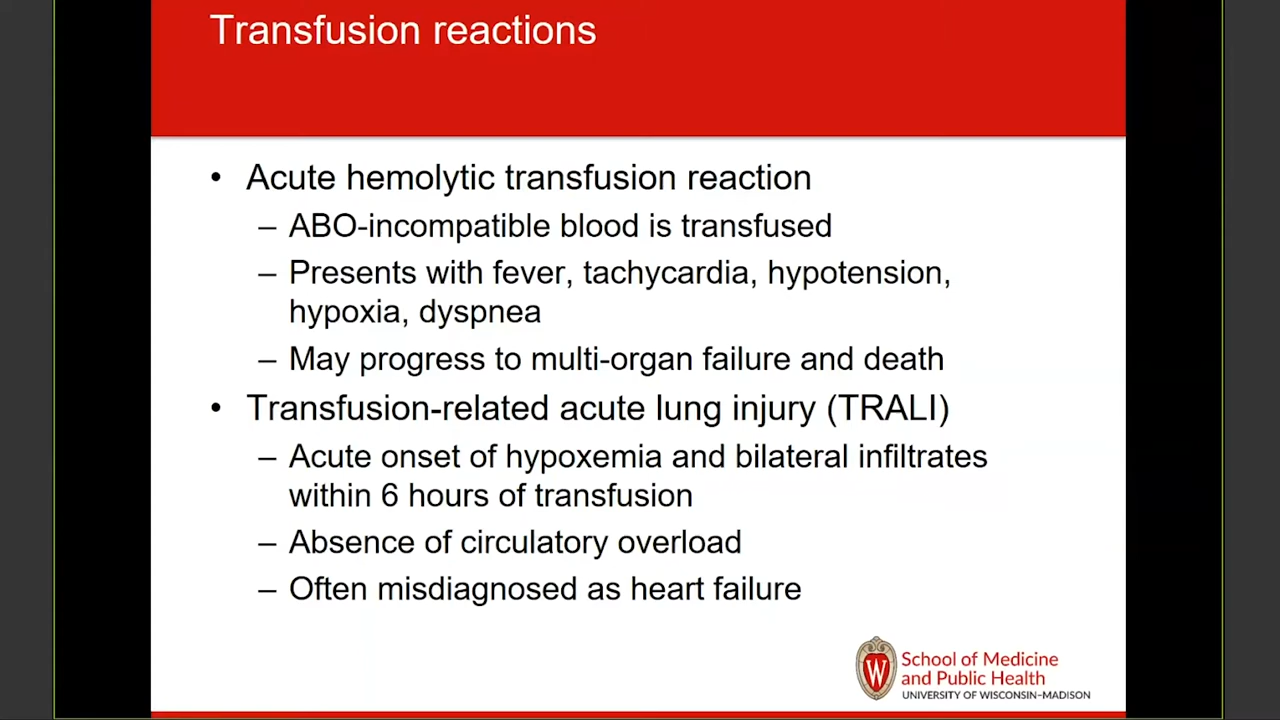 Transfusion reactions
• Acute hemolytic transfusion reaction
– ABO-incompatible blood is transfused
– Presents with fever, tachycardia, hypotension,
hypoxia, dyspnea
– May progress to multi-organ failure and death
• Transfusion-related acute lung injury (TRALI)
– Acute onset of hypoxemia and bilateral infiltrates
within 6 hours of transfusion
– Absence of circulatory overload
– Often misdiagnosed as heart failure
W
School of Medicine
and Public Health
UNIVERSITY OF WISCONSIN–MADISON